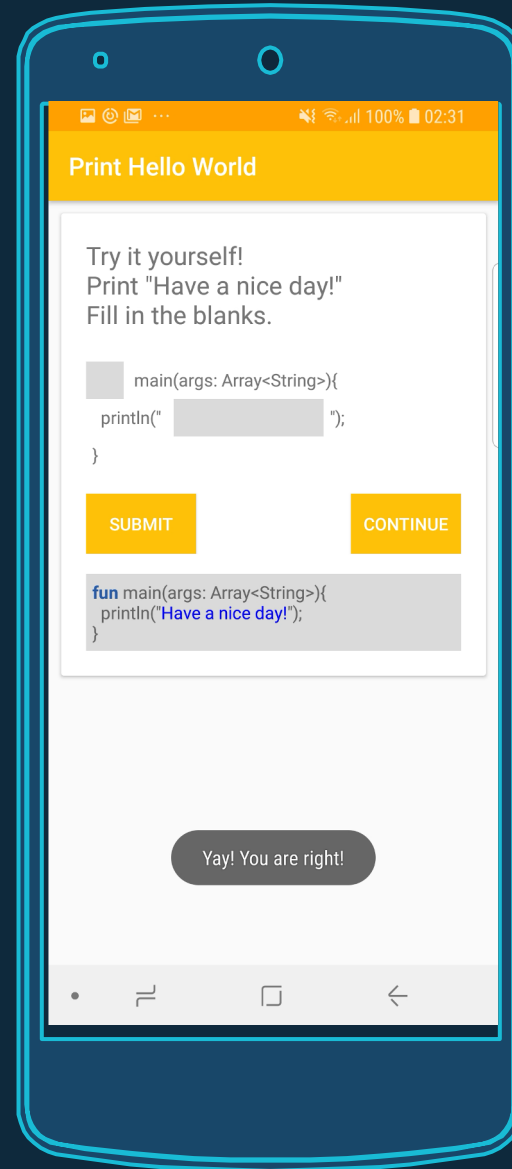 100% 02:31
Print Hello World
Try it yourself!
Print "Have a nice day!"
Fill in the blanks.
main(args: Array<String>){
println(" ");
}
SUBMIT CONTINUE
fun main(args: Array<String>){
println("Have a nice day!");
}
Yay! You are right!